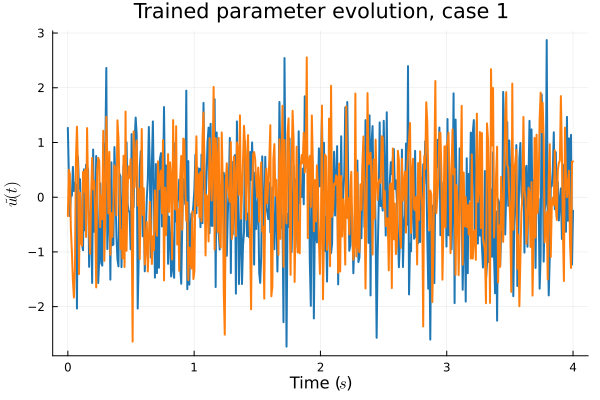 Trained parameter evolution, case 1
3
2
1
0
−1
−2
ũ(t)
0 1 2 3 4
Time (s)